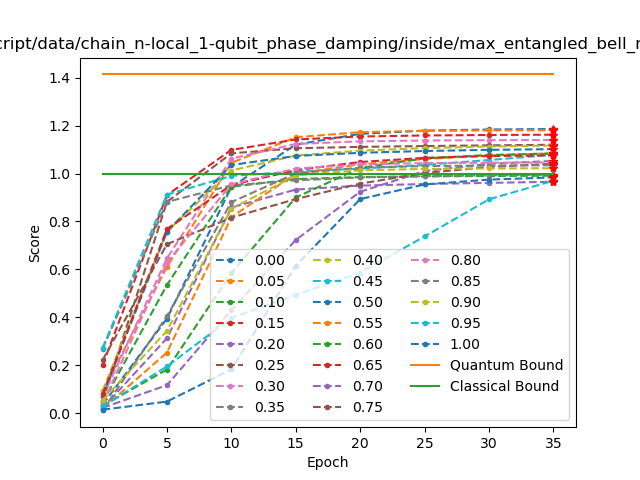 cript/data/chain_n-local_1-qubit_phase_damping/inside/max_entangled_bell_
1.4
1.2
1.0
0.8
0.6
0.4
0.2
0.0
Score
0 5 10 15 20 25 30 35
Epoch
0.00 0.40 0.80
0.05 0.45 0.85
0.10 0.50 0.90
0.15 0.55 0.95
0.20 0.60 1.00
0.25 0.65 Quantum Bound
0.30 0.70 Classical Bound
0.35 0.75